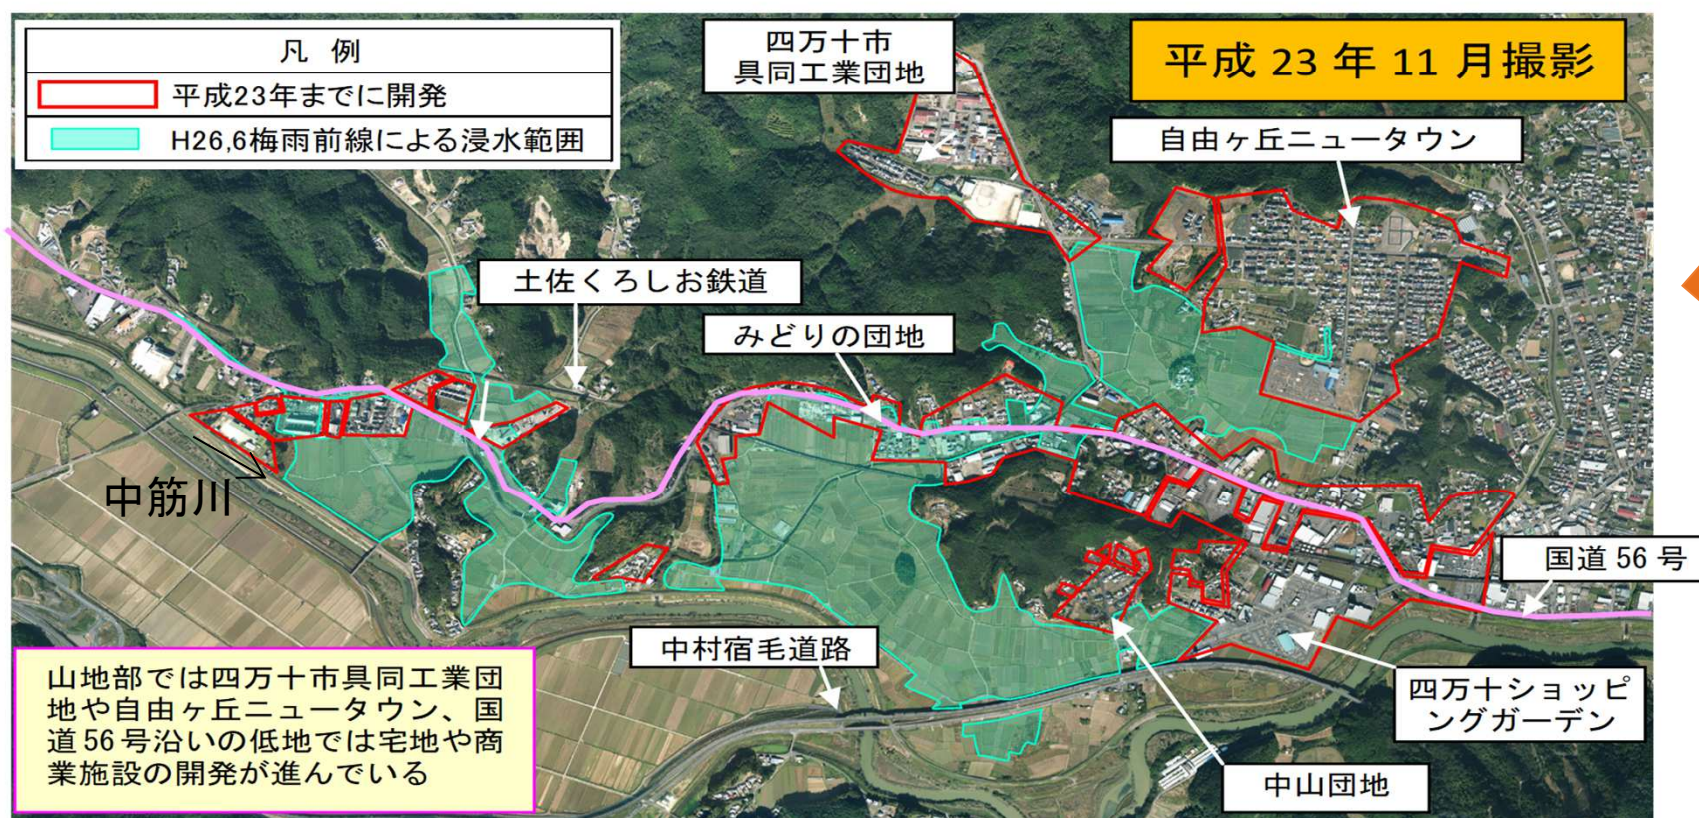 凡 例
平成23年までに開発
H26,6梅雨前線による浸水範囲
四万十市
具同工業団地
平成 23 年 11 月撮影
自由ヶ丘ニュータウン
土佐くろしお鉄道
みどりの団地
中筋川
国道 56 号
中村宿毛道路
四万十ショッピ
ングガーデン
中山団地
山地部では四万十市具同工業団
地や自由ヶ丘ニュータウン、国
道 56 号沿いの低地では宅地や商
業施設の開発が進んでいる